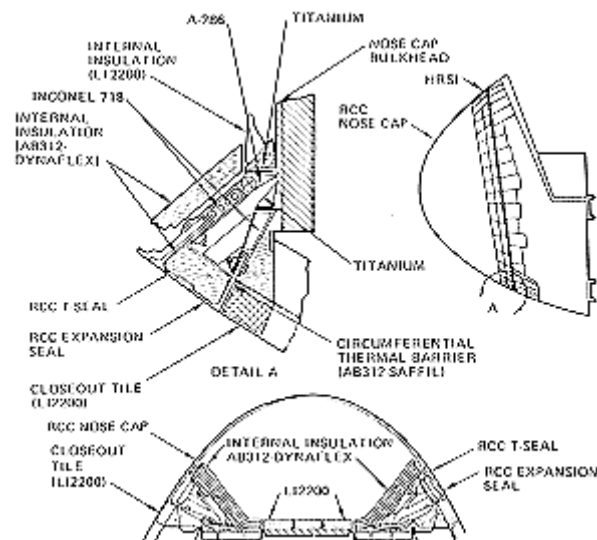 A-286
TITANIUM
INTERNAL
INSULATION
(LI2200)
NOSE CAP
BULKHEAD
HRSI
INCONEL 718
RCC
NOSE CAP
INTERNAL
INSULATION
(AB312-
DYNAFLEX)
TITANIUM
RCC T-SEAL
A
RCC EXPANSION
SEAL
CIRCUMFERENTIAL
THERMAL BARRIER
(AB312 SAFFIL)
DETAIL A
CLOSEOUT TILE
(LI2200)
RCC NOSE CAP
INTERNAL INSULATION
AB312-DYNAFLEX
RCC T-SEAL
CLOSEOUT
TILE
(LI2200)
RCC EXPANSION
SEAL
LI2200